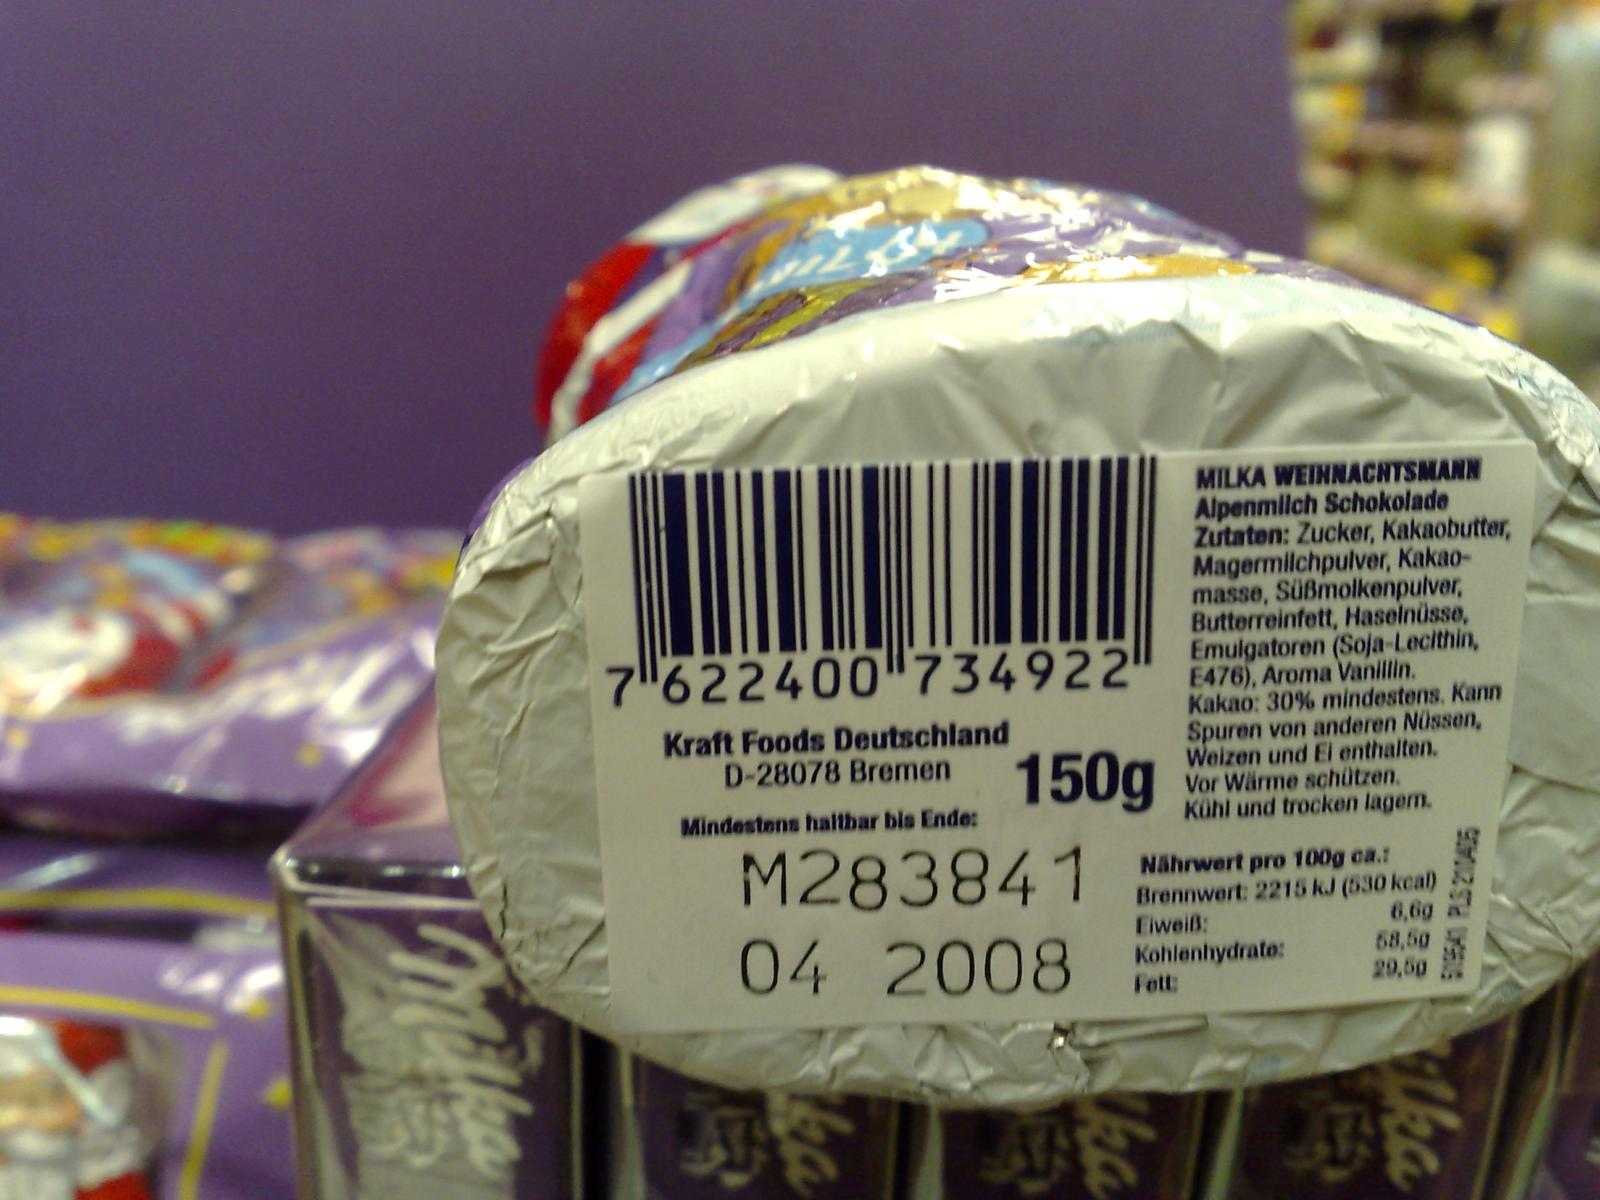 7 622400 734922
Kraft Foods Deutschland
D-28078 Bremen
150g
Mindestens haltbar bis Ende:
M283841
04 2008
MILKA WEIHNACHTSMANN
Alpenmilch Schokolade
Zutaten: Zucker, Kakaobutter,
Magermilchpulver, Kakao-
masse, Süßmolkenpulver,
Butterreinfett, Haselnüsse,
Emulgatoren (Soja-Lecithin,
E476), Aroma Vanillin.
Kakao: 30% mindestens. Kann
Spuren von anderen Nüssen,
Weizen und Ei enthalten.
Vor Wärme schützen.
Kühl und trocken lagern.
Nährwert pro 100g ca.:
Brennwert: 2215 kJ (530 kcal)
Eiweiß: 6,6g
Kohlenhydrate: 58,5g
Fett: 29,5g
Milka
Milka